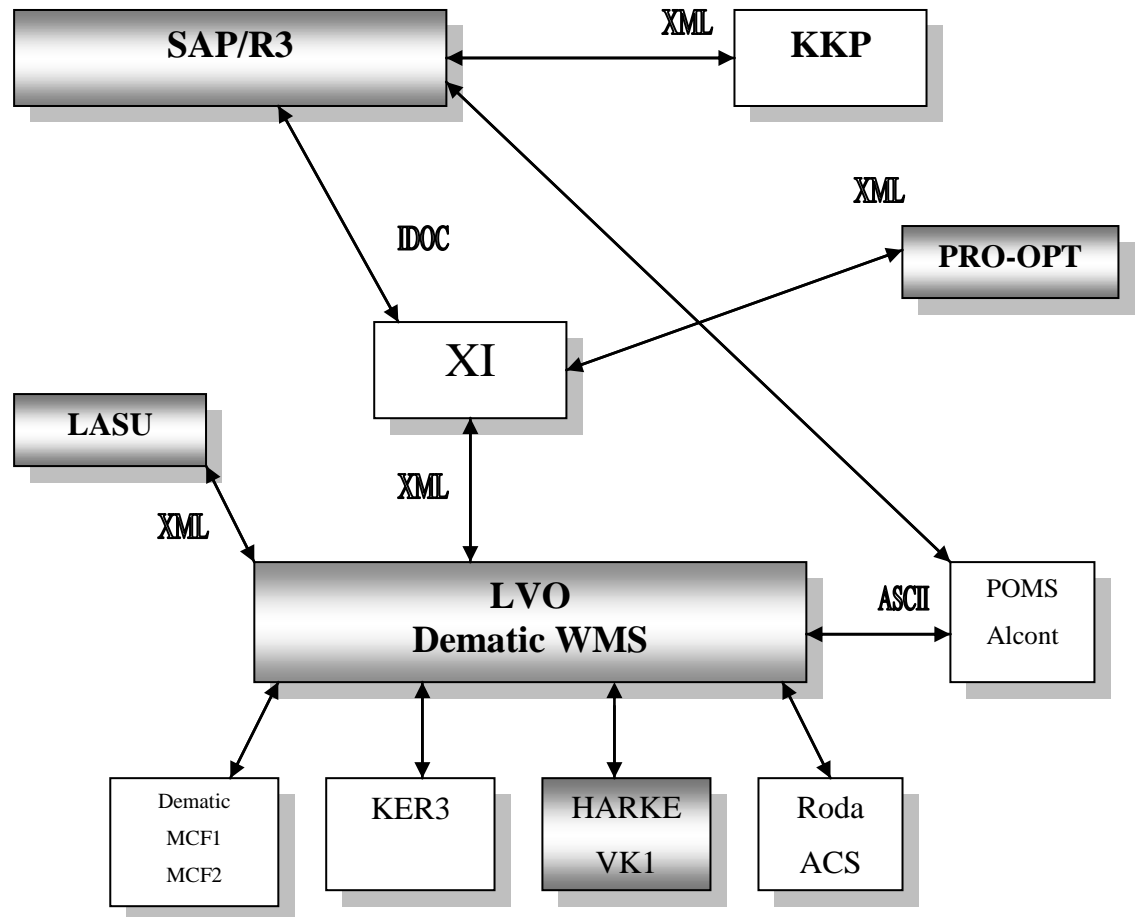 XML
SAP/R3
KKP
XML
IDOC
PRO-OPT
XI
LASU
XML
XML
LVO
Dematic WMS
ASCII
POMS
Alcont
Dematic
MCF1
MCF2
KER3
HARKE
VK1
Roda
ACS